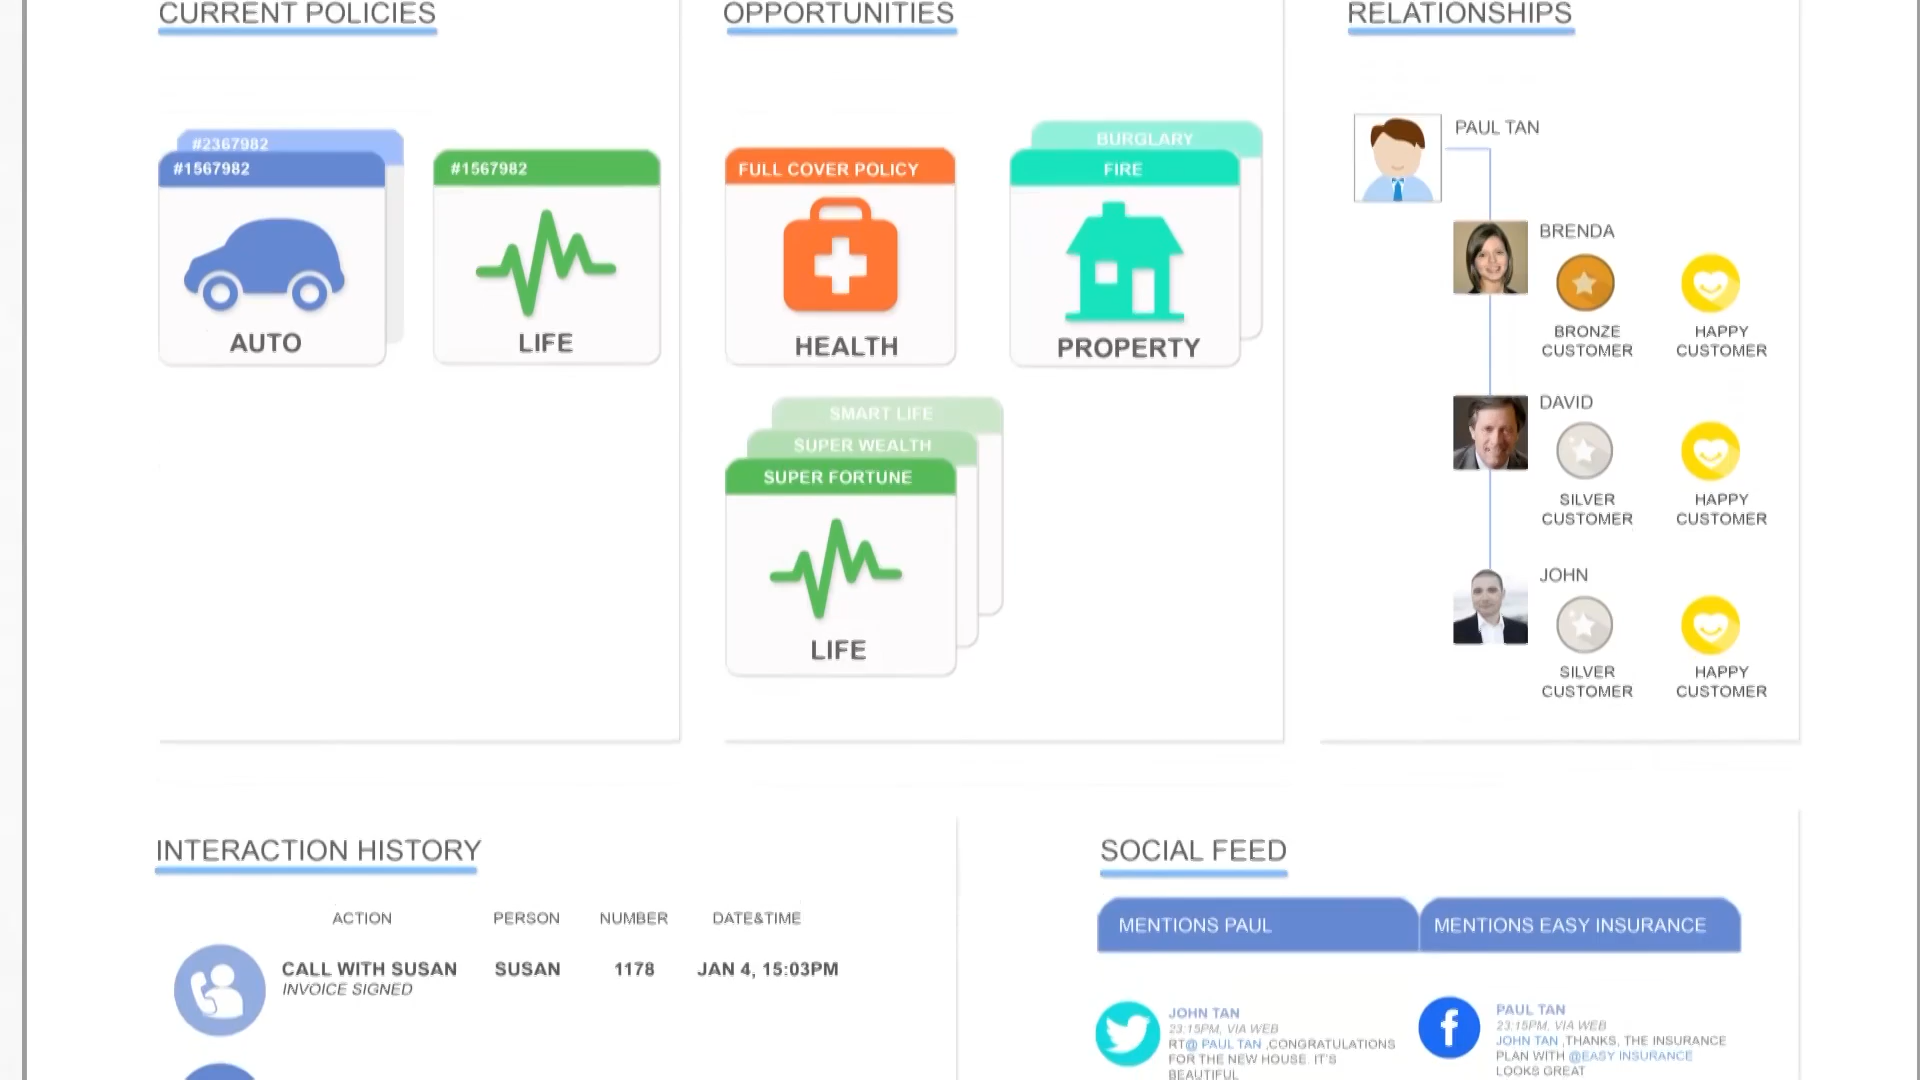 CURRENT POLICIES
#2367982
#1567982
AUTO
#1567982
LIFE
OPPORTUNITIES
FULL COVER POLICY
HEALTH
BURGLARY
FIRE
PROPERTY
SMART LIFE
SUPER WEALTH
SUPER FORTUNE
LIFE
RELATIONSHIPS
PAUL TAN
BRENDA
BRONZE
CUSTOMER
HAPPY
CUSTOMER
DAVID
SILVER
CUSTOMER
HAPPY
CUSTOMER
JOHN
SILVER
CUSTOMER
HAPPY
CUSTOMER
INTERACTION HISTORY
ACTION PERSON NUMBER DATE&TIME
CALL WITH SUSAN SUSAN 1178 JAN 4, 15:03PM
INVOICE SIGNED
SOCIAL FEED
MENTIONS PAUL
MENTIONS EASY INSURANCE
JOHN TAN
23:15PM, VIA WEB
RT@ PAUL TAN ,CONGRATULATIONS
FOR THE NEW HOUSE. IT'S
BEAUTIFUL
PAUL TAN
23:15PM, VIA WEB
JOHN TAN ,THANKS, THE INSURANCE
PLAN WITH @EASY INSURANCE
LOOKS GREAT